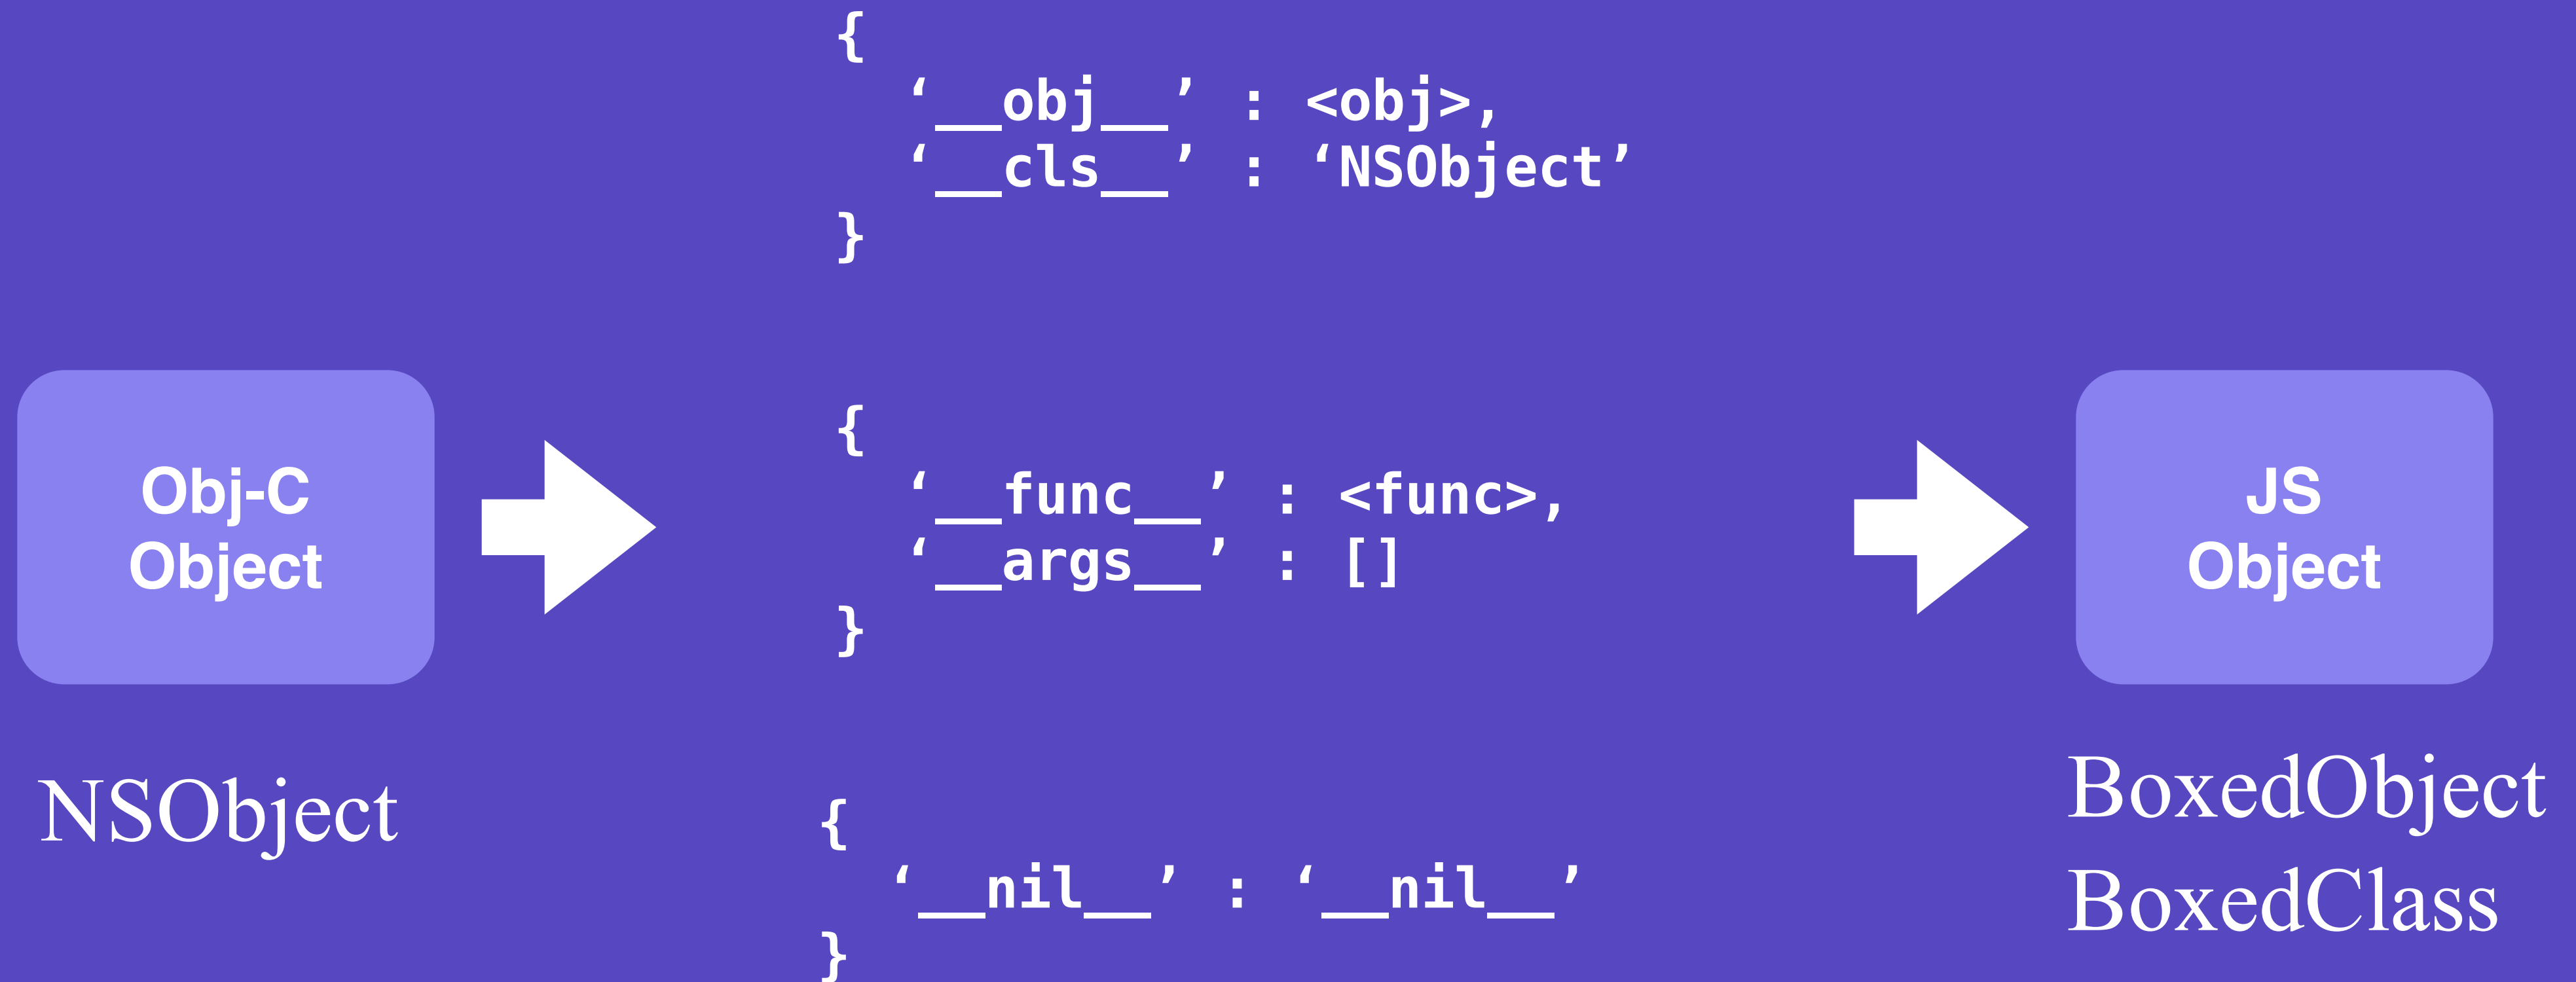 {
‘__obj__’ : <obj>,
‘__cls__’ : ‘NSObject’
}
Obj-C
Object
NSObject
{
‘__func__’ : <func>,
‘__args__’ : []
}
{
‘__nil__’ : ‘__nil__’
}
JS
Object
BoxedObject
BoxedClass